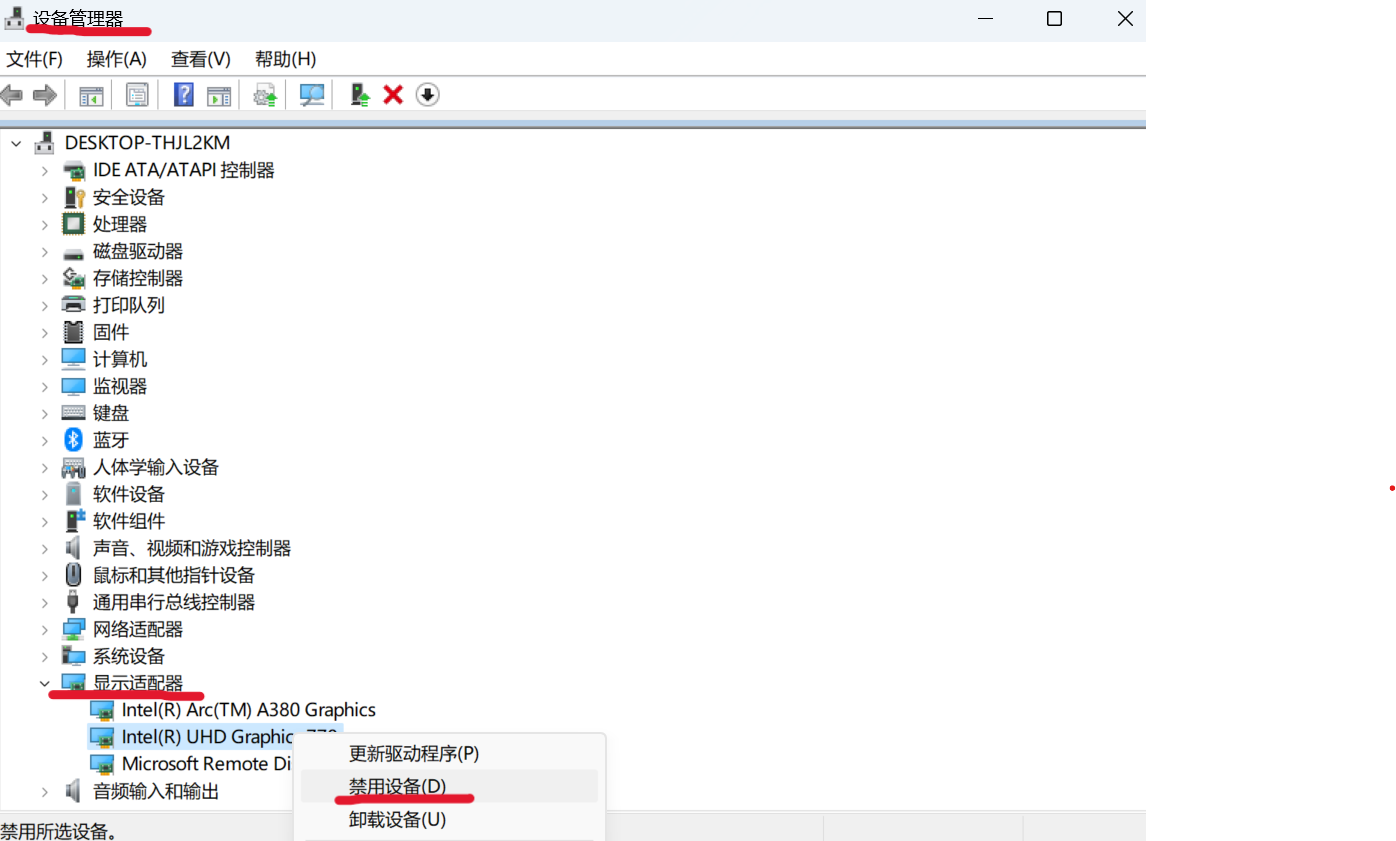 设备管理器
文件(F) 操作(A) 查看(V) 帮助(H)
DESKTOP-THJL2KM
IDE ATA/ATAPI 控制器
安全设备
处理器
磁盘驱动器
存储控制器
打印队列
固件
计算机
监视器
键盘
蓝牙
人体学输入设备
软件设备
软件组件
声音、视频和游戏控制器
鼠标和其他指针设备
通用串行总线控制器
网络适配器
系统设备
显示适配器
Intel(R) Arc(TM) A380 Graphics
Intel(R) UHD Graphics 770
Microsoft Remote Di
音频输入和输出
更新驱动程序(P)
禁用设备(D)
卸载设备(U)
禁用所选设备。